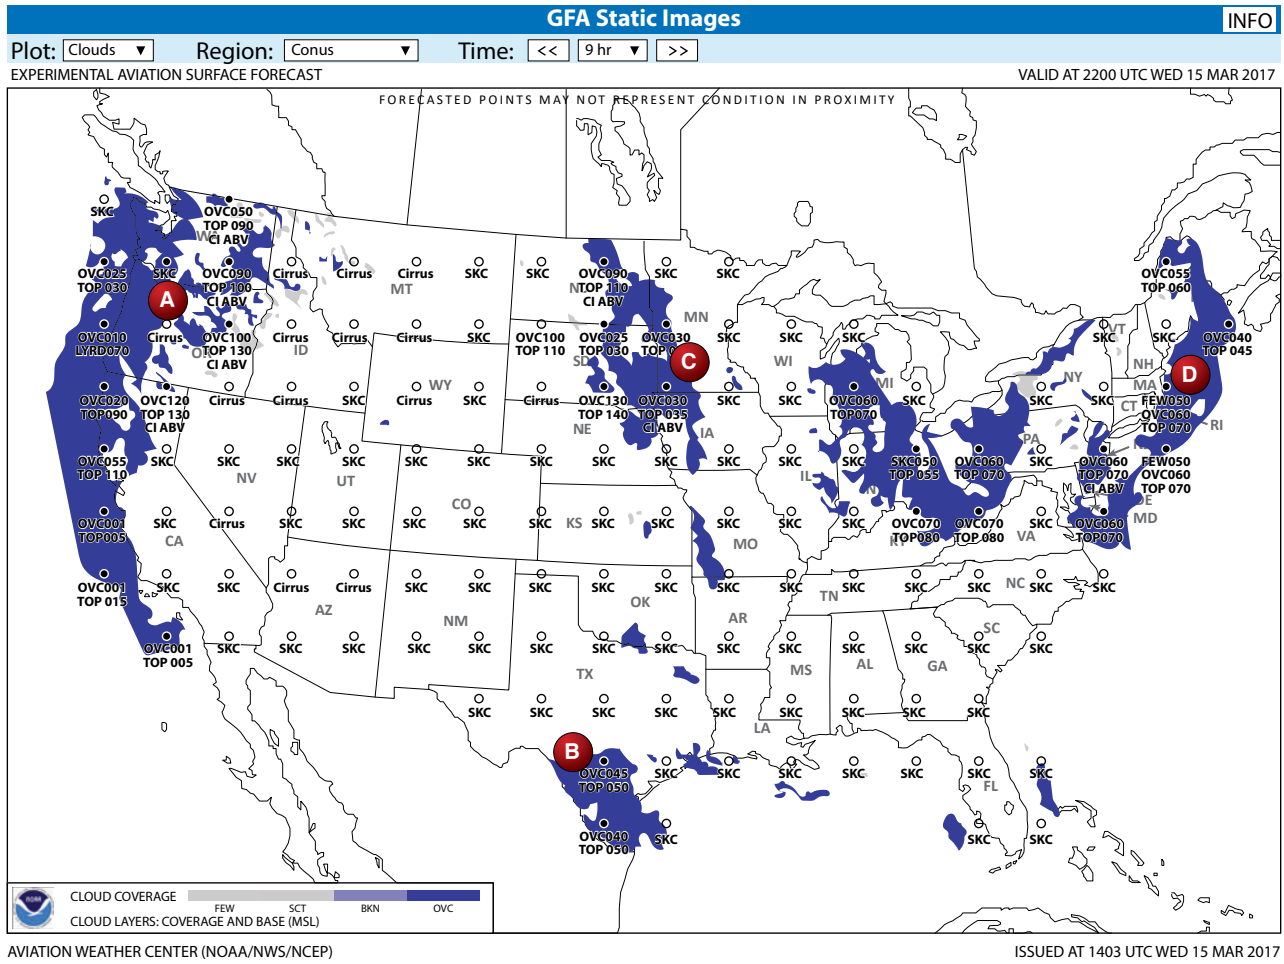 GFA Static Images
INFO
Plot: Clouds ▼ Region: Conus ▼ Time: << 9 hr ▼ >>
EXPERIMENTAL AVIATION SURFACE FORECAST
VALID AT 2200 UTC WED 15 MAR 2017
FORECASTED POINTS MAY NOT REPRESENT CONDITION IN PROXIMITY
SKC
OVC050
TOP 090
CI ABV
OVC025
TOP 030
SKC
OVC090
TOP 100
CI ABV
Cirrus Cirrus Cirrus SKC SKC
MT
OVC090
TOP 110
CI ABV
SKC SKC
OVC055
TOP 060
A
OVC010
LYRD070
Cirrus
OVC100
TOP 130
CI ABV
Cirrus Cirrus Cirrus SKC
ID
OVC100
TOP 110
OVC025
TOP 030
OVC030
MN
SKC SKC SKC
WI
SKC SKC
VT
NH
OVC040
TOP 045
C
D
OVC020
TOP090
OVC120
TOP 130
CI ABV
Cirrus Cirrus SKC Cirrus SKC Cirrus
WY
SD
NE
OVC130
TOP 140
OVC030
TOP 035
CI ABV
SKC SKC
OVC060
TOP070
MI
SKC SKC SKC
NY
MA
CT
RI
FEW050
OVC060
TOP 070
OVC055
TOP 110
SKC SKC SKC SKC SKC SKC SKC SKC SKC SKC SKC SKC
NV
UT
IA
IL
SKC050
TOP 055
OVC060
TOP 070
PA
SKC
OVC060
TOP 070
CI ABV
FEW050
OVC060
TOP 070
OVC001
TOP005
SKC Cirrus SKC SKC SKC SKC SKC SKC SKC SKC SKC SKC
CA
CO
KS
MO
OVC070
TOP080
OVC070
TOP 080
SKC
VA
OVC060
TOP070
DE
MD
KY
OVC001
TOP 015
SKC SKC Cirrus Cirrus SKC SKC SKC SKC SKC SKC SKC SKC SKC SKC SKC SKC
AZ
NM
OK
AR
TN
NC
OVC001
TOP 005
SKC SKC SKC SKC SKC SKC SKC SKC SKC SKC SKC SKC SKC SKC
TX
MS
AL
GA
SC
SKC SKC SKC SKC SKC SKC SKC SKC SKC
LA
B
OVC045
TOP 050
SKC SKC SKC SKC SKC SKC SKC
FL
OVC040
TOP 050
SKC SKC SKC
NOAA
CLOUD COVERAGE
FEW SCT BKN OVC
CLOUD LAYERS: COVERAGE AND BASE (MSL)
AVIATION WEATHER CENTER (NOAA/NWS/NCEP)
ISSUED AT 1403 UTC WED 15 MAR 2017